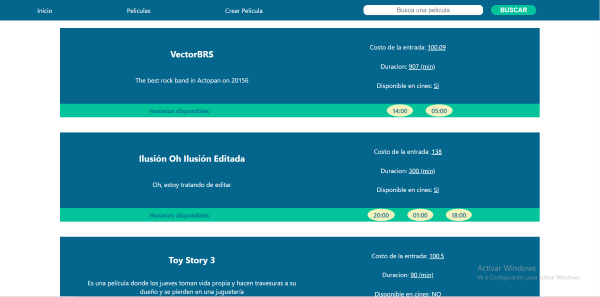 Inicio Películas Crear Película Busca una película BUSCAR
VectorBRS
The best rock band in Actopan on 20156
Costo de la entrada: 100.09
Duracion: 907 (min)
Disponible en cines: SI
Horarios disponibles: 14:00 05:00
Ilusión Oh Ilusión Editada
Oh, estoy tratando de editar
Costo de la entrada: 138
Duracion: 300 (min)
Disponible en cines: SI
Horarios disponibles: 20:00 01:00 18:00
Toy Story 3
Es una película donde los jueves toman vida propia y hacen travesuras a su
dueño y se pierden en una juguetería
Costo de la entrada: 100.5
Duracion: 90 (min)
Disponible en cines: NO
Activar Windows
Ve a Configuración para activar Windows.